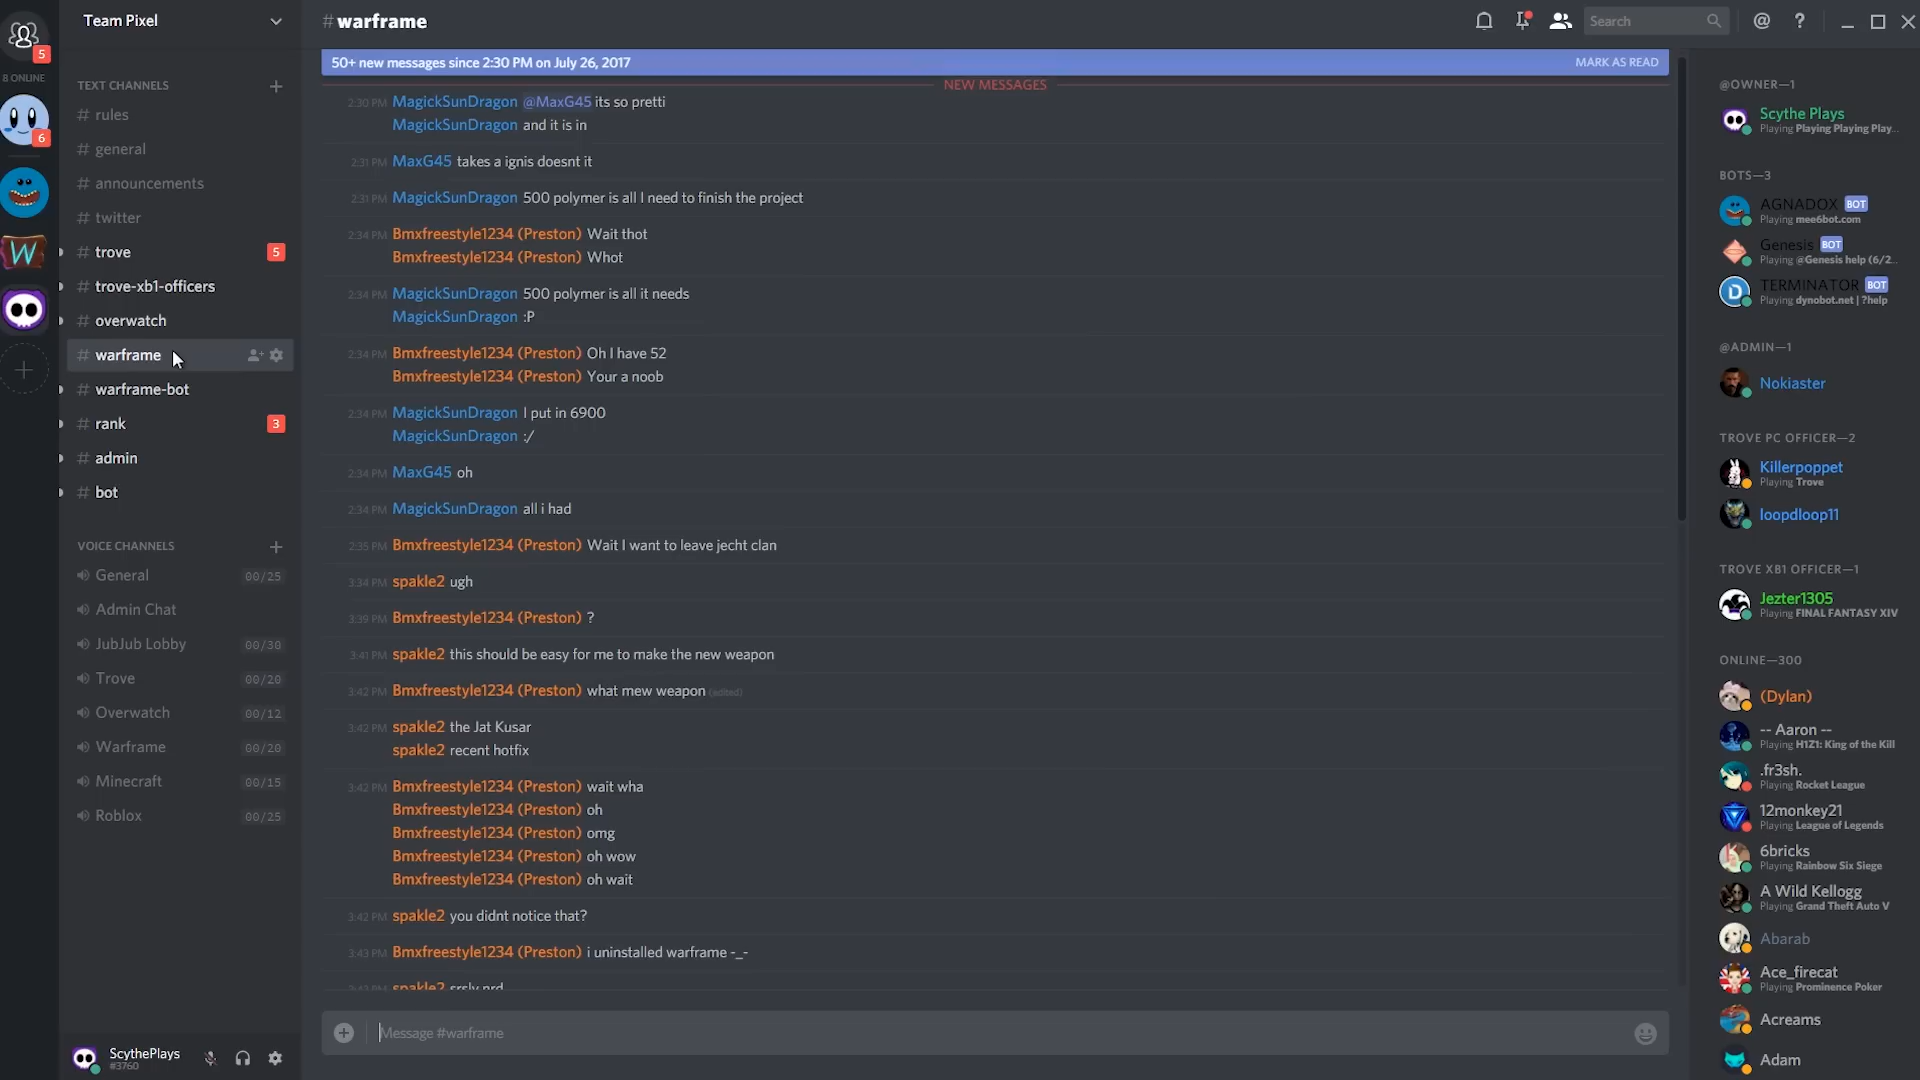 5
8 ONLINE
6
W
Team Pixel
TEXT CHANNELS
# rules
# general
# announcements
# twitter
# trove 5
# trove-xb1-officers
# overwatch
# warframe
# warframe-bot
# rank 3
# admin
# bot
VOICE CHANNELS
General 00/25
Admin Chat
JubJub Lobby 00/30
Trove 00/20
Overwatch 00/12
Warframe 00/20
Minecraft 00/15
Roblox 00/25
ScythePlays
#3760
# warframe
Search
@ ?
50+ new messages since 2:30 PM on July 26, 2017 MARK AS READ
NEW MESSAGES
2:30 PM MagickSunDragon @MaxG45 its so pretti
MagickSunDragon and it is in
2:31 PM MaxG45 takes a ignis doesnt it
2:31 PM MagickSunDragon 500 polymer is all I need to finish the project
2:34 PM Bmxfreestyle1234 (Preston) Wait thot
Bmxfreestyle1234 (Preston) Whot
2:34 PM MagickSunDragon 500 polymer is all it needs
MagickSunDragon :P
2:34 PM Bmxfreestyle1234 (Preston) Oh I have 52
Bmxfreestyle1234 (Preston) Your a noob
2:34 PM MagickSunDragon I put in 6900
MagickSunDragon :/
2:34 PM MaxG45 oh
2:34 PM MagickSunDragon all i had
2:35 PM Bmxfreestyle1234 (Preston) Wait I want to leave jecht clan
3:34 PM spakle2 ugh
3:39 PM Bmxfreestyle1234 (Preston) ?
3:41 PM spakle2 this should be easy for me to make the new weapon
3:42 PM Bmxfreestyle1234 (Preston) what mew weapon (edited)
3:42 PM spakle2 the Jat Kusar
spakle2 recent hotfix
3:42 PM Bmxfreestyle1234 (Preston) wait wha
Bmxfreestyle1234 (Preston) oh
Bmxfreestyle1234 (Preston) omg
Bmxfreestyle1234 (Preston) oh wow
Bmxfreestyle1234 (Preston) oh wait
3:42 PM spakle2 you didnt notice that?
3:43 PM Bmxfreestyle1234 (Preston) i uninstalled warframe -_-
3:43 PM spakle2 srsly nrd
Message #warframe
@OWNER—1
Scythe Plays
Playing Playing Playing Play...
BOTS—3
AGNADOX BOT
Playing mee6bot.com
Genesis BOT
Playing @Genesis help (6/2...
TERMINATOR BOT
Playing dynobot.net | ?help
@ADMIN—1
Nokiaster
TROVE PC OFFICER—2
Killerpoppet
Playing Trove
loopdloop11
TROVE XB1 OFFICER—1
Jezter1305
Playing FINAL FANTASY XIV
ONLINE—300
(Dylan)
-- Aaron --
Playing H1Z1: King of the Kill
.fr3sh.
Playing Rocket League
12monkey21
Playing League of Legends
6bricks
Playing Rainbow Six Siege
A Wild Kellogg
Playing Grand Theft Auto V
Abarab
Ace_firecat
Playing Prominence Poker
Acreams
Adam